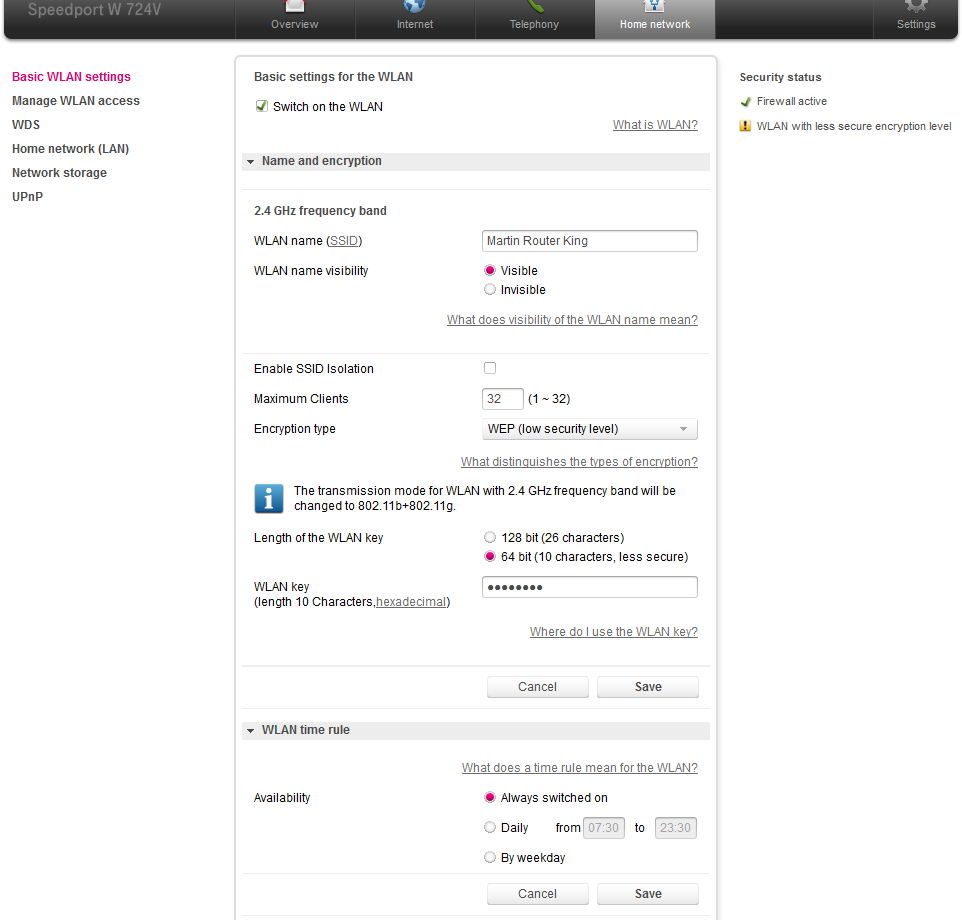 Speedport W 724V
Overview
Internet
Telephony
Home network
Settings
Basic WLAN settings
Manage WLAN access
WDS
Home network (LAN)
Network storage
UPnP
Basic settings for the WLAN
Switch on the WLAN
What is WLAN?
Name and encryption
2.4 GHz frequency band
WLAN name (SSID) Martin Router King
WLAN name visibility Visible
Invisible
What does visibility of the WLAN name mean?
Enable SSID Isolation
Maximum Clients 32 (1 ~ 32)
Encryption type WEP (low security level)
What distinguishes the types of encryption?
The transmission mode for WLAN with 2.4 GHz frequency band will be
changed to 802.11b+802.11g.
Length of the WLAN key 128 bit (26 characters)
64 bit (10 characters, less secure)
WLAN key ••••••••
(length 10 Characters,hexadecimal)
Where do I use the WLAN key?
Cancel Save
WLAN time rule
What does a time rule mean for the WLAN?
Availability Always switched on
Daily from 07:30 to 23:30
By weekday
Cancel Save
Security status
Firewall active
WLAN with less secure encryption level